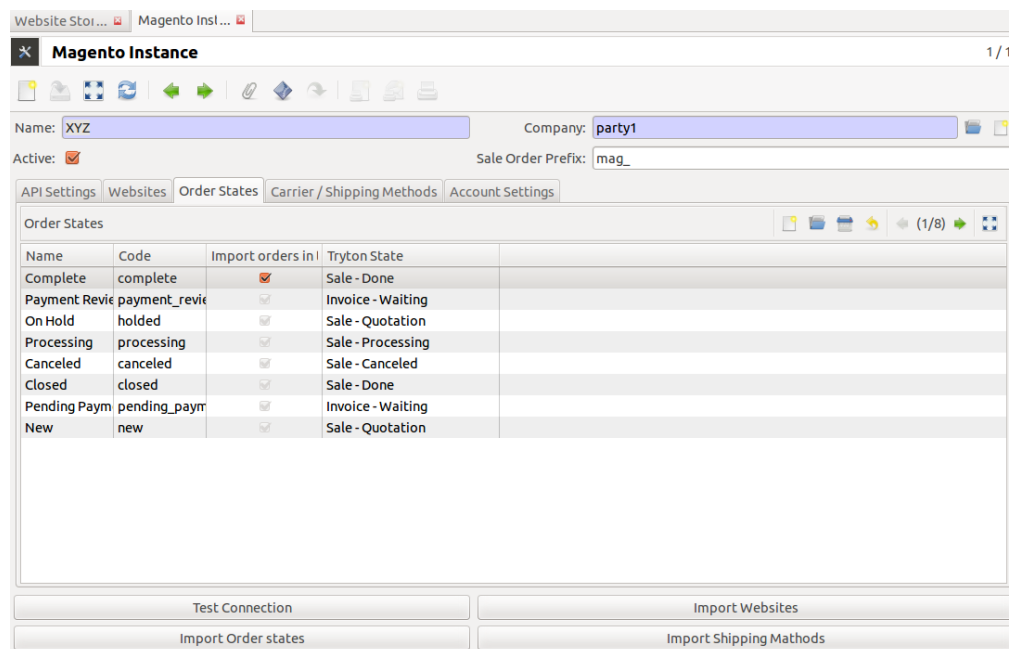 Website Stor... Magento Inst...
Magento Instance 1 / 1
Name: XYZ Company: party1
Active: Sale Order Prefix: mag_
API Settings Websites Order States Carrier / Shipping Methods Account Settings
Order States (1/8)
Name Code Import orders in Tryton State
Complete complete Sale - Done
Payment Revie payment_revie Invoice - Waiting
On Hold holded Sale - Quotation
Processing processing Sale - Processing
Canceled canceled Sale - Canceled
Closed closed Sale - Done
Pending Paym pending_paym Invoice - Waiting
New new Sale - Quotation
Test Connection Import Websites
Import Order states Import Shipping Mathods